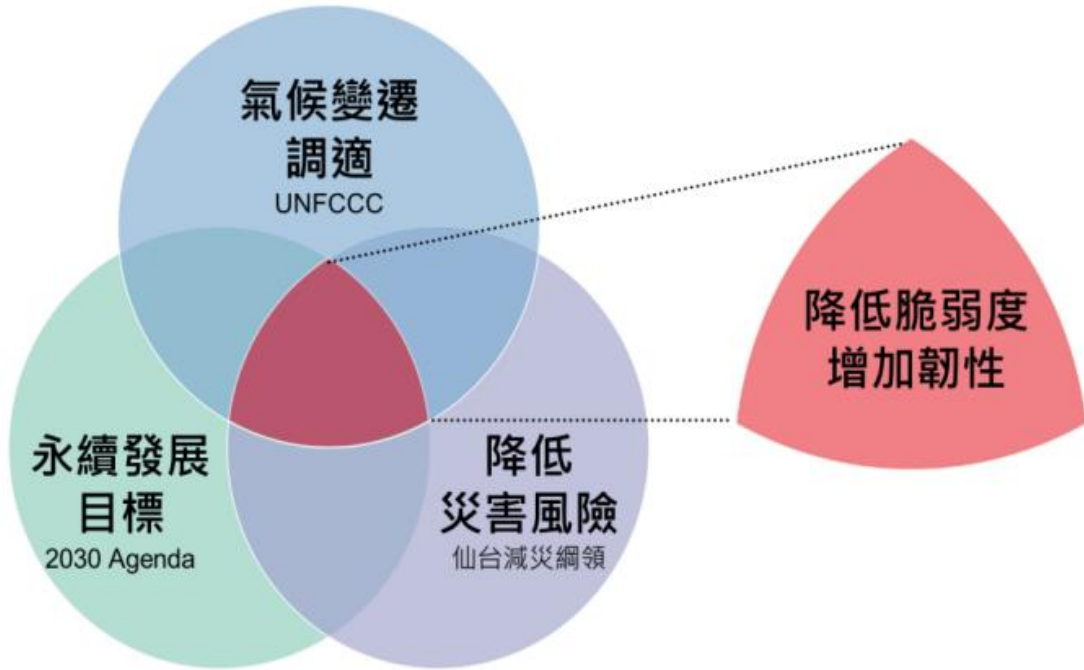 氣候變遷
調適
UNFCCC
降低脆弱度
增加韌性
永續發展
目標
2030 Agenda
降低
災害風險
仙台減災綱領